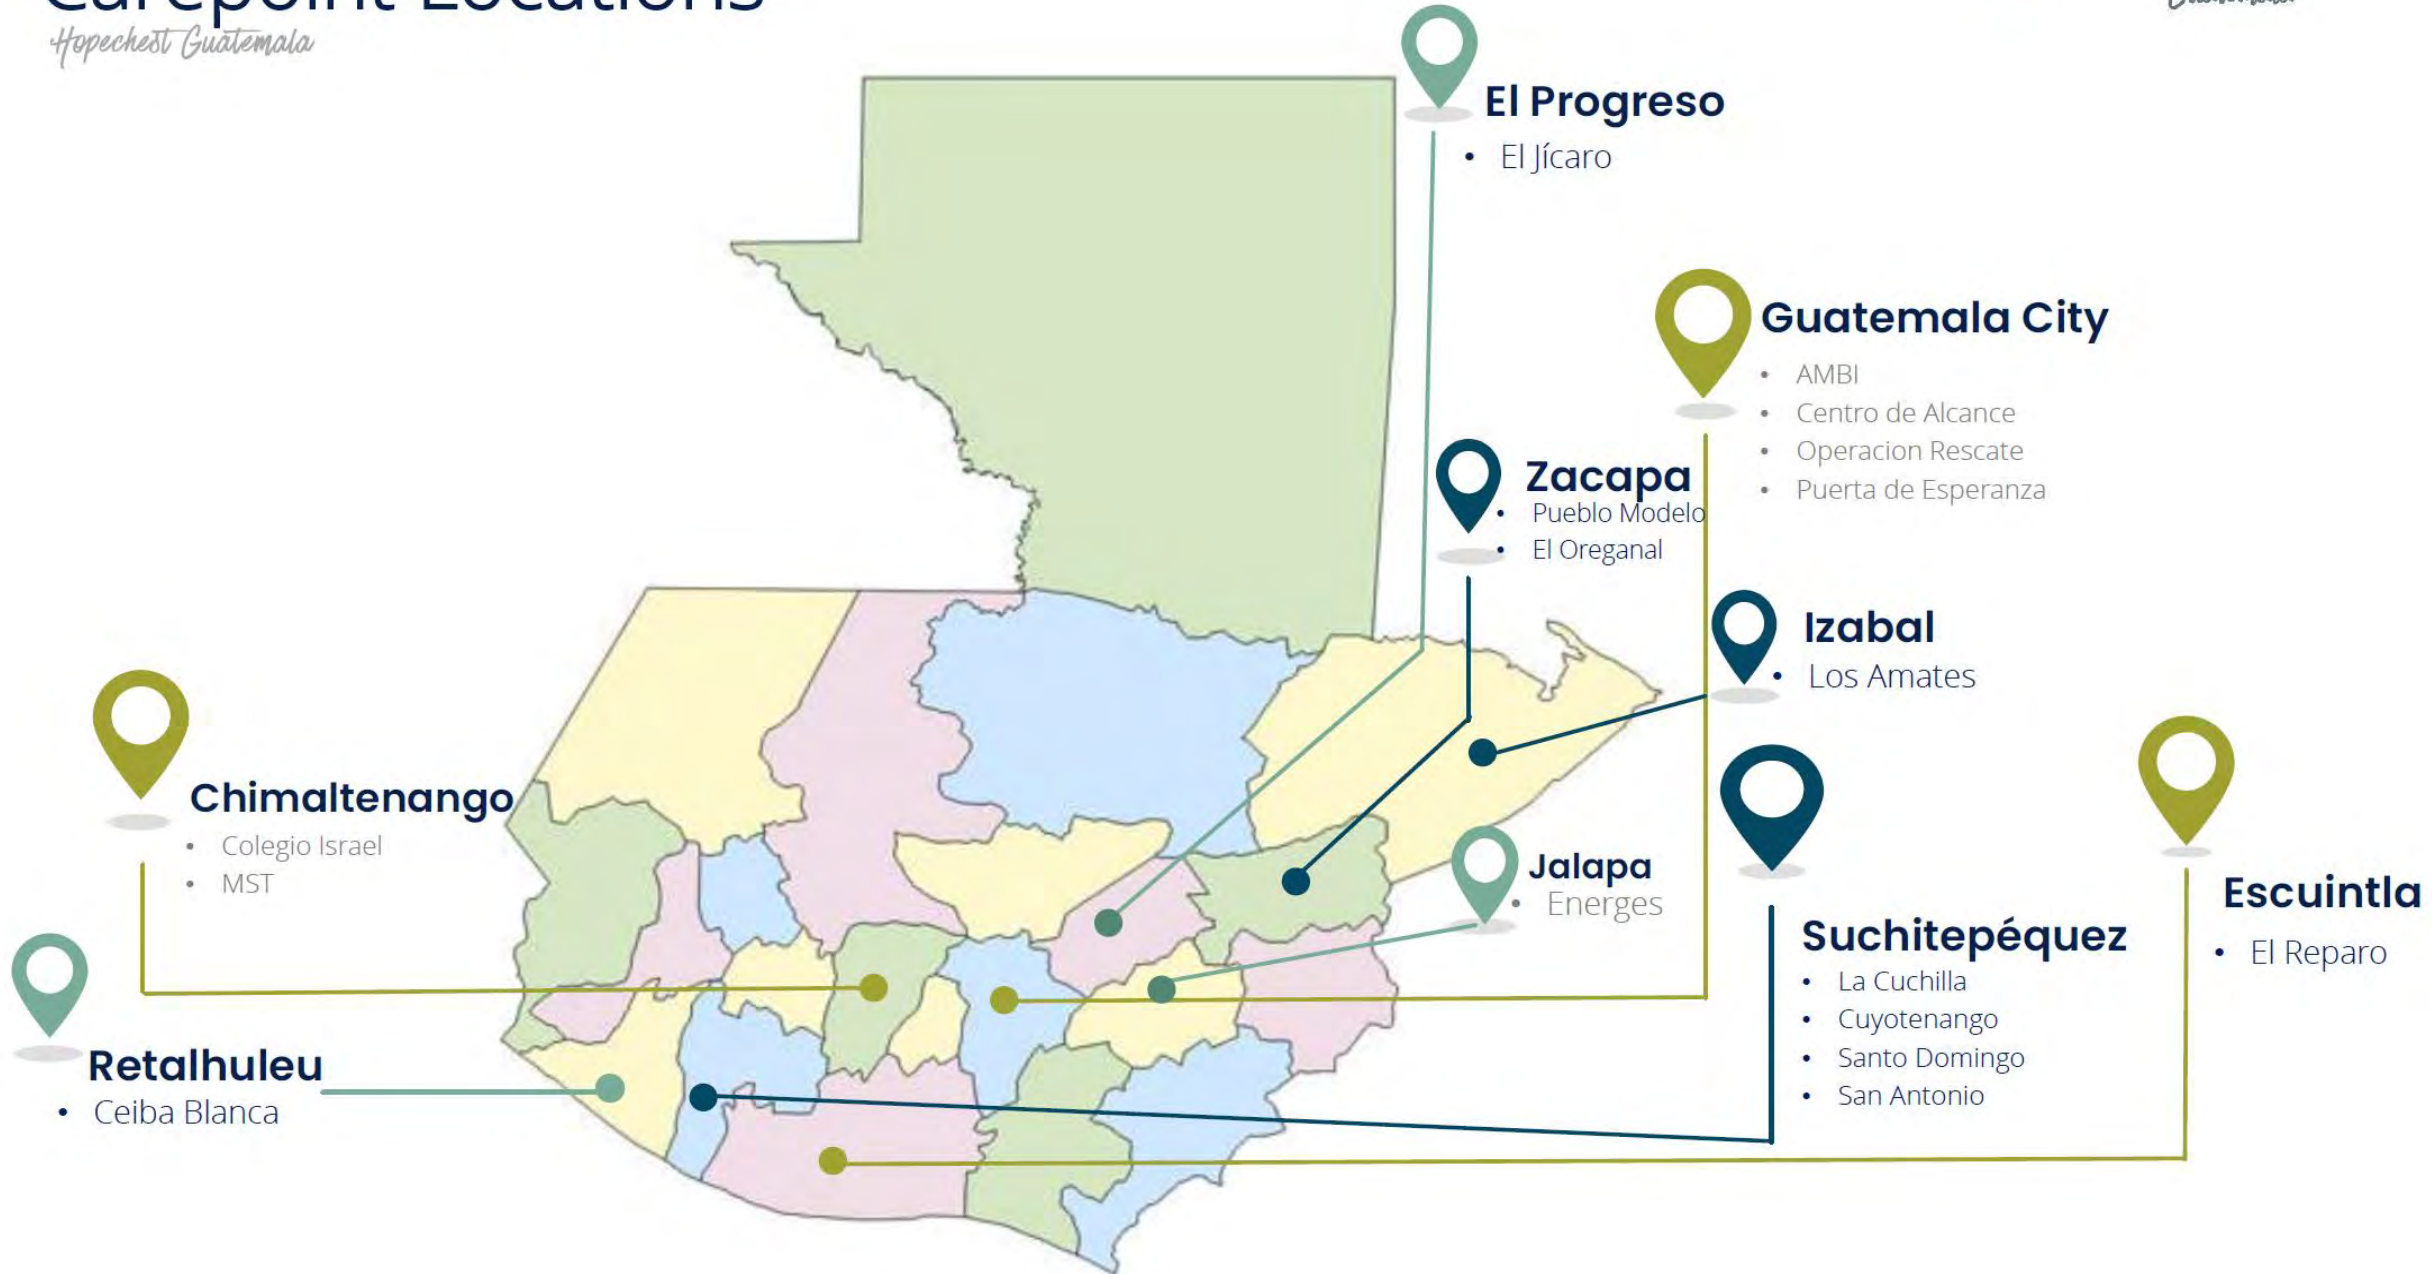 Carepoint Locations
Hopechest Guatemala
El Progreso
• El Jícaro
Guatemala City
• AMBI
• Centro de Alcance
• Operacion Rescate
• Puerta de Esperanza
Zacapa
• Pueblo Modelo
• El Oreganal
Izabal
• Los Amates
Chimaltenango
• Colegio Israel
• MST
Jalapa
• Energes
Escuintla
• El Reparo
Suchitepéquez
• La Cuchilla
• Cuyotenango
• Santo Domingo
• San Antonio
Retalhuleu
• Ceiba Blanca